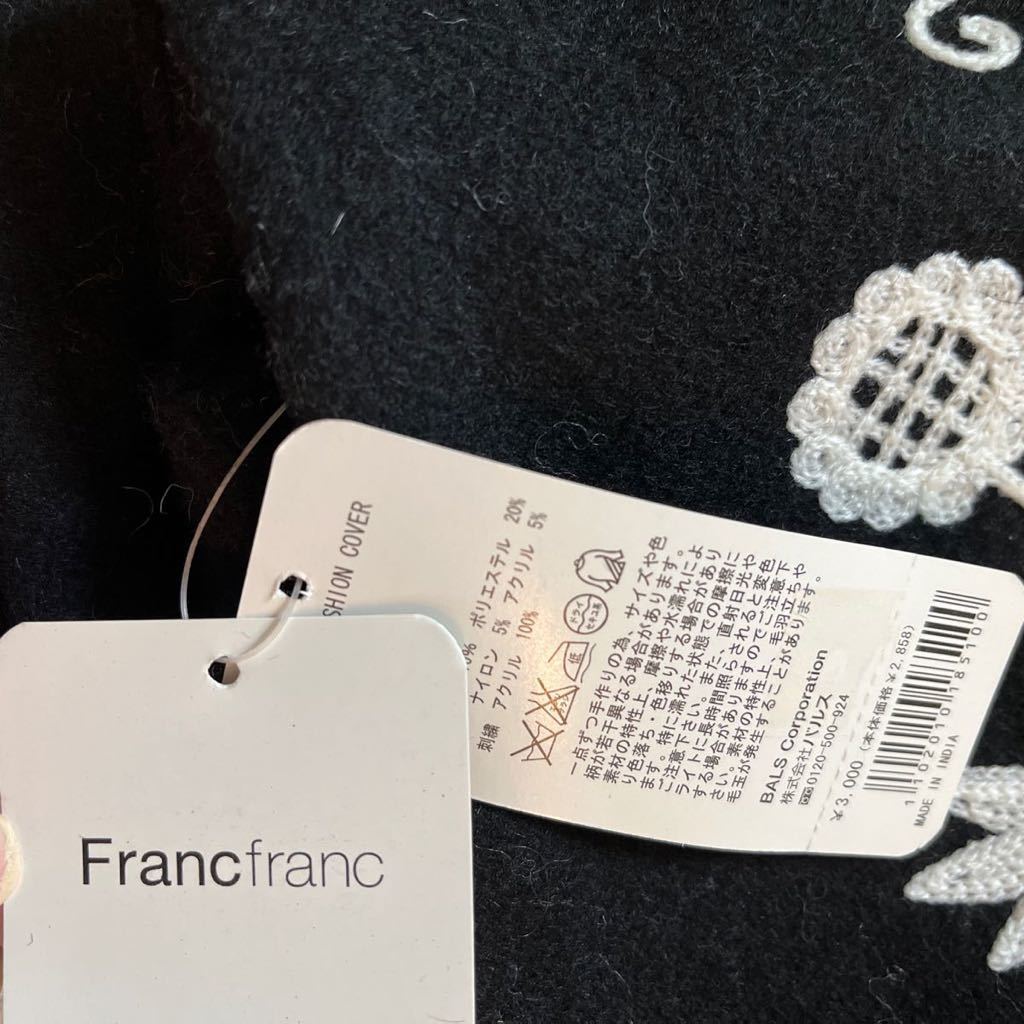 SHION COVER
0% ポリエステル 20%
ナイロン 5% アクリル 5%
刺繍 アクリル 100%
ドライ
セキユ系
低
一点ずつ手作りの為、サイズや色
柄が若干異なる場合があります。
素材の特性上、摩擦や水濡れによ
り色落ち・色移りする場合があり
ます。特に濡れた状態での摩擦に
ご注意下さい。また、直射日光や
ライトに長時間照らされると変色
する場合がありますのでご注意下
さい。素材の特性上、毛羽立ちや
毛玉が発生することがあります。
BALS Corporation
株式会社バルス
0120-500-924
¥3,000 (本体価格¥2,858)
1102010118510
MADE IN INDIA
Francfranc